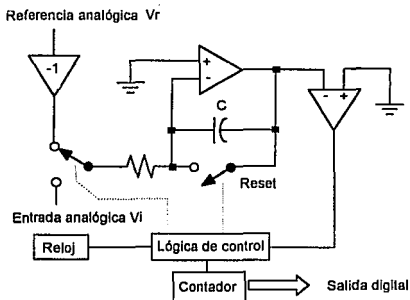 Referencia analógica Vr
-1
+
-
C
- +
Reset
Entrada analógica Vi
Reloj
Lógica de control
Contador
Salida digital